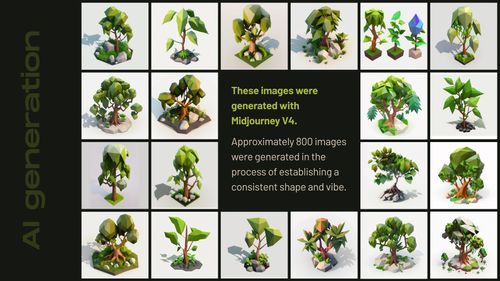 AI generation
These images were
generated with
Midjourney V4.
Approximately 800 images
were generated in the
process of establishing a
consistent shape and vibe.